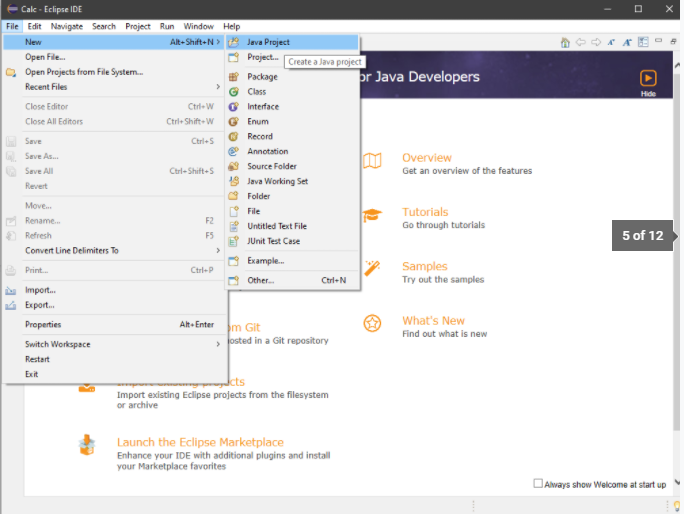 Calc - Eclipse IDE
File Edit Navigate Search Project Run Window Help
New Alt+Shift+N >
Open File...
Open Projects from File System...
Recent Files >
Close Editor Ctrl+W
Close All Editors Ctrl+Shift+W
Save Ctrl+S
Save As...
Save All Ctrl+Shift+S
Revert
Move...
Rename... F2
Refresh F5
Convert Line Delimiters To >
Print... Ctrl+P
Import...
Export...
Properties Alt+Enter
Switch Workspace >
Restart
Exit
Java Project
Project...
Create a Java project
Package
Class
Interface
Enum
Record
Annotation
Source Folder
Java Working Set
Folder
File
Untitled Text File
JUnit Test Case
Example...
Other... Ctrl+N
or Java Developers
Hide
Overview
Get an overview of the features
Tutorials
Go through tutorials
Samples
Try out the samples
What's New
Find out what is new
5 of 12
om Git
osted in a Git repository
Import existing projects
Import existing Eclipse projects from the filesystem
or archive
Launch the Eclipse Marketplace
Enhance your IDE with additional plugins and install
your Marketplace favorites
Always show Welcome at start up